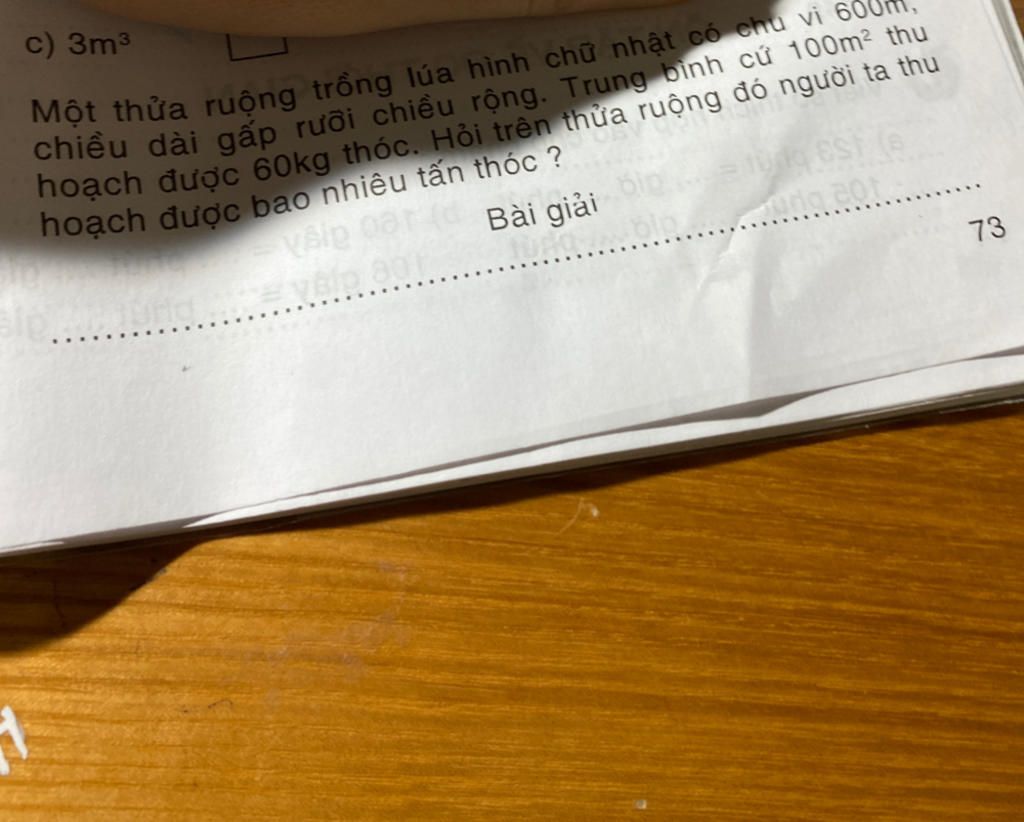 c) 3m³
Một thửa ruộng trồng lúa hình chữ nhật có chu vi 600m,
chiều dài gấp rưỡi chiều rộng. Trung bình cứ 100m² thu
hoạch được 60kg thóc. Hỏi trên thửa ruộng đó người ta thu
hoạch được bao nhiêu tấn thóc ?
Bài giải
73